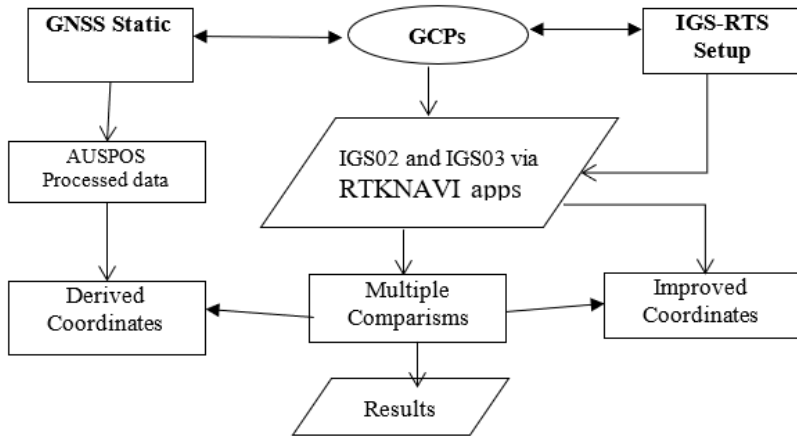 GNSS Static
GCPs
IGS-RTS
Setup
AUSPOS
Processed data
IGS02 and IGS03 via
RTKNAVI apps
Derived
Coordinates
Multiple
Comparisms
Improved
Coordinates
Results